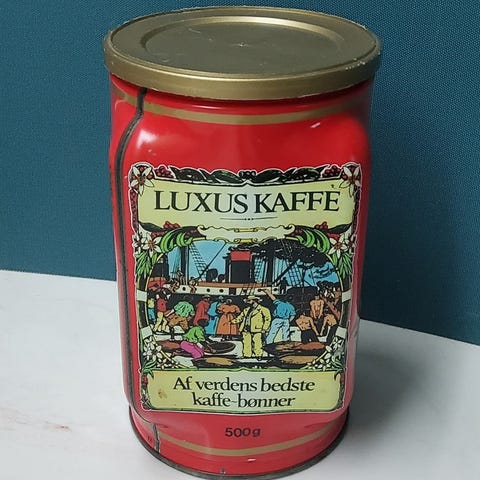 LUXUS KAFFE
Af verdens bedste
kaffe-bønner
500g